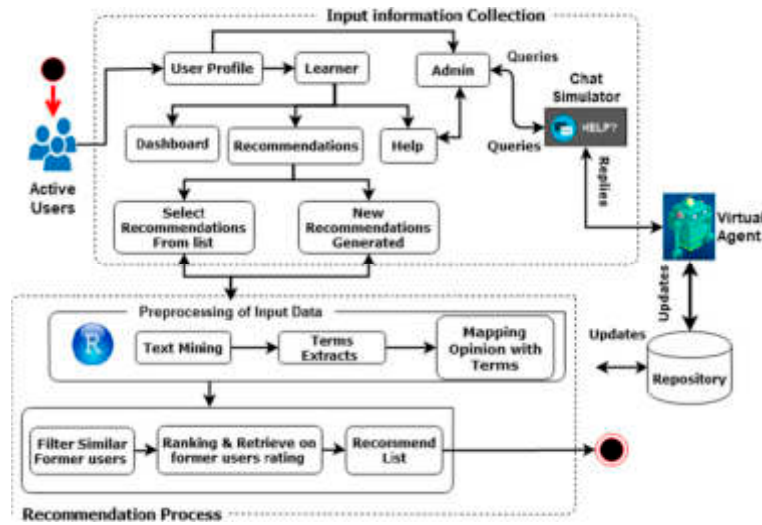 Input information Collection
User Profile
Learner
Admin
Queries
Chat
Simulator
HELP?
Queries
Dashboard
Recommendations
Help
Replies
Active
Users
Select
Recommendations
From list
New
Recommendations
Generated
Virtual
Agent
Updates
Preprocessing of Input Data
R
Text Mining
Terms
Extracts
Mapping
Opinion with
Terms
Updates
Repository
Filter Similar
Former users
Ranking & Retrieve on
former users rating
Recommend
List
Recommendation Process